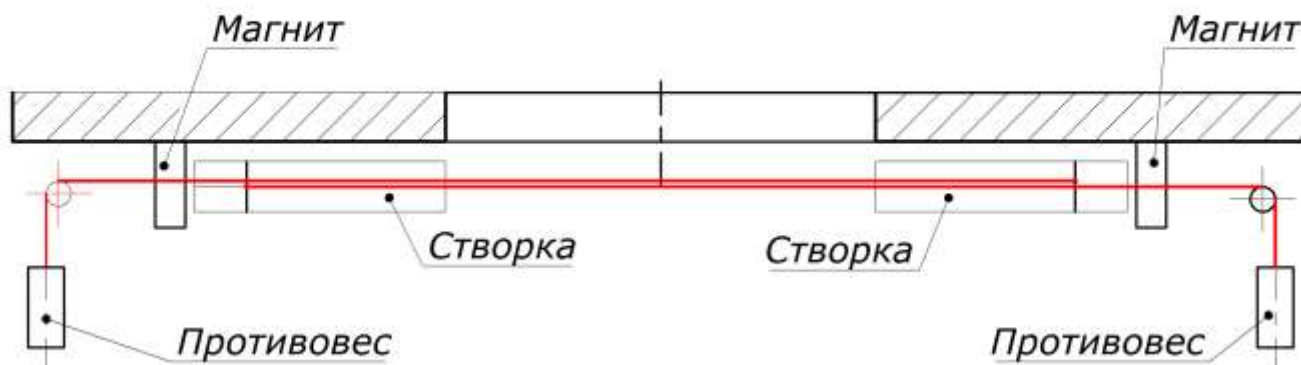 Магнит
Магнит
Створка
Створка
Противовес
Противовес